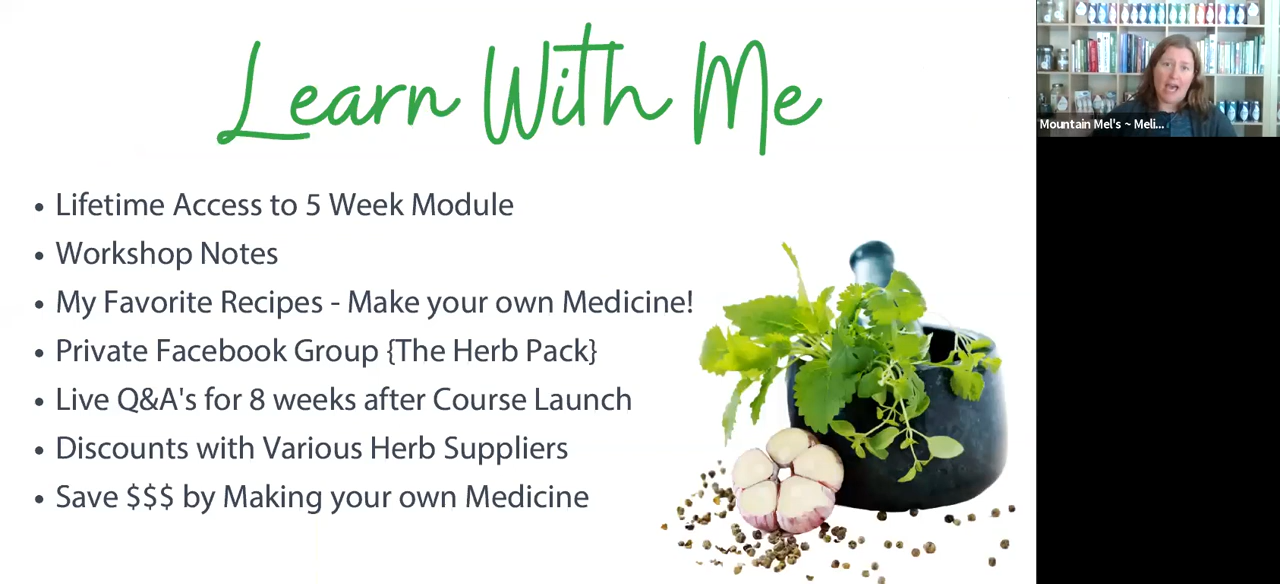 Learn With Me
• Lifetime Access to 5 Week Module
• Workshop Notes
• My Favorite Recipes - Make your own Medicine!
• Private Facebook Group {The Herb Pack}
• Live Q&A's for 8 weeks after Course Launch
• Discounts with Various Herb Suppliers
• Save $$$ by Making your own Medicine
Mountain Mel's ~ Meli...